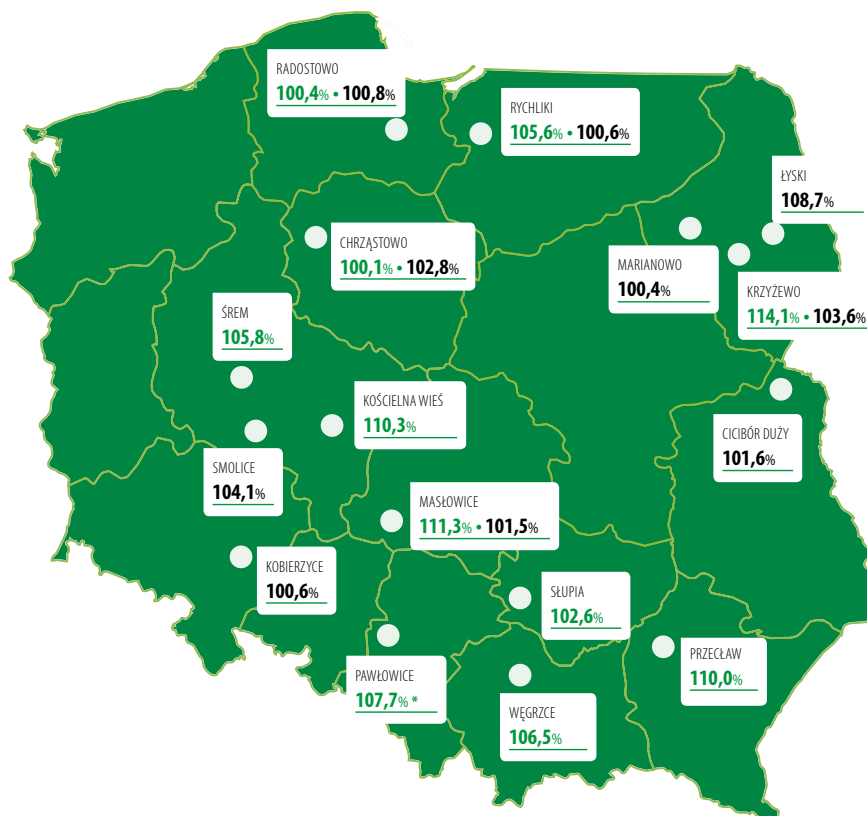 RADOSTOWO
100,4% • 100,8%
RYCHLIKI
105,6% • 100,6%
ŁYSKI
108,7%
CHRZĄSTOWO
100,1% • 102,8%
MARIANOWO
100,4%
KRZYŻEWO
114,1% • 103,6%
ŚREM
105,8%
KOŚCIELNA WIEŚ
110,3%
CICIBÓR DUŻY
101,6%
SMOLICE
104,1%
MASŁOWICE
111,3% • 101,5%
KOBIERZYCE
100,6%
SŁUPIA
102,6%
PRZECŁAW
110,0%
PAWŁOWICE
107,7% *
WĘGRZCE
106,5%